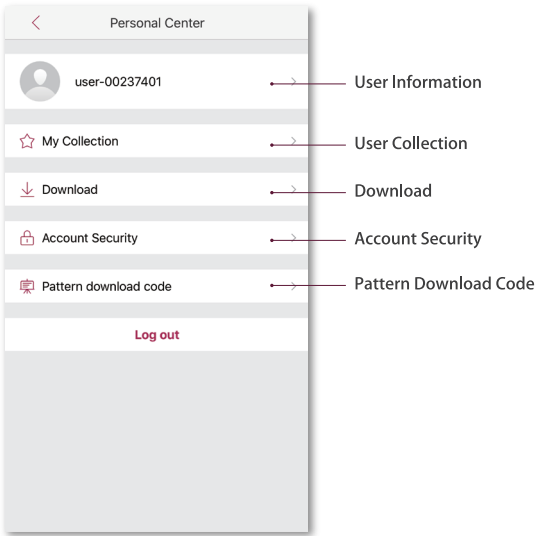 Personal Center
user-00237401
User Information
My Collection
User Collection
Download
Download
Account Security
Account Security
Pattern download code
Pattern Download Code
Log out